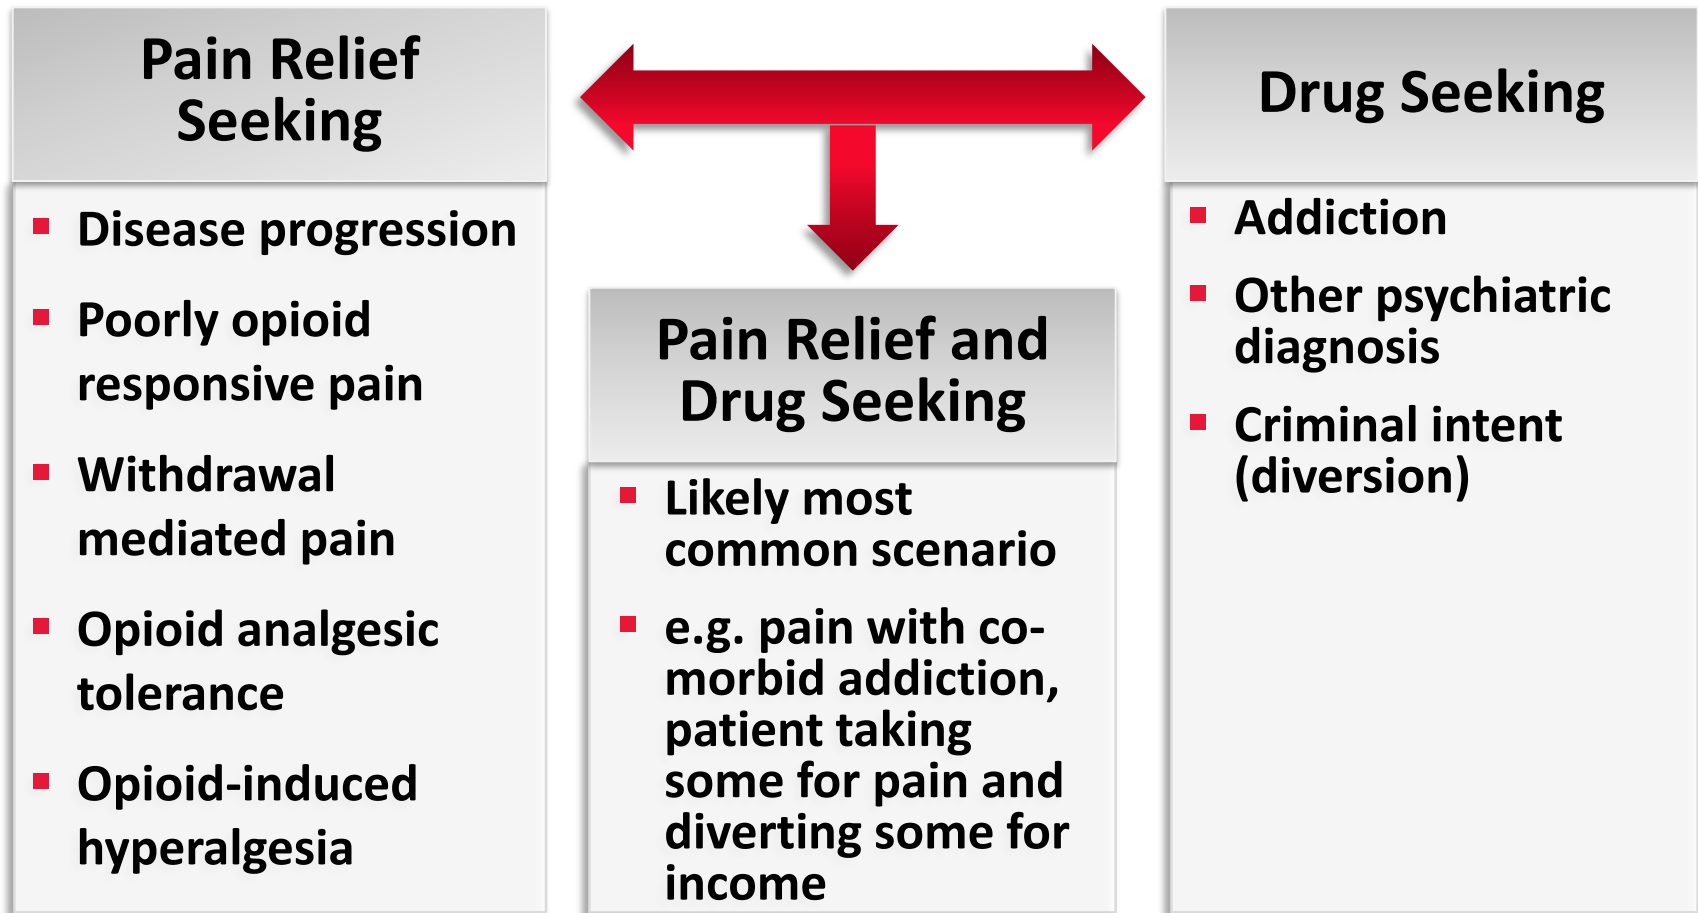 Pain Relief
Seeking
Disease progression
Poorly opioid
responsive pain
Withdrawal
mediated pain
Opioid analgesic
tolerance
Opioid-induced
hyperalgesia
Pain Relief and
Drug Seeking
Likely most
common scenario
e.g. pain with co-
morbid addiction,
patient taking
some for pain and
diverting some for
income
Drug Seeking
Addiction
Other psychiatric
diagnosis
Criminal intent
(diversion)